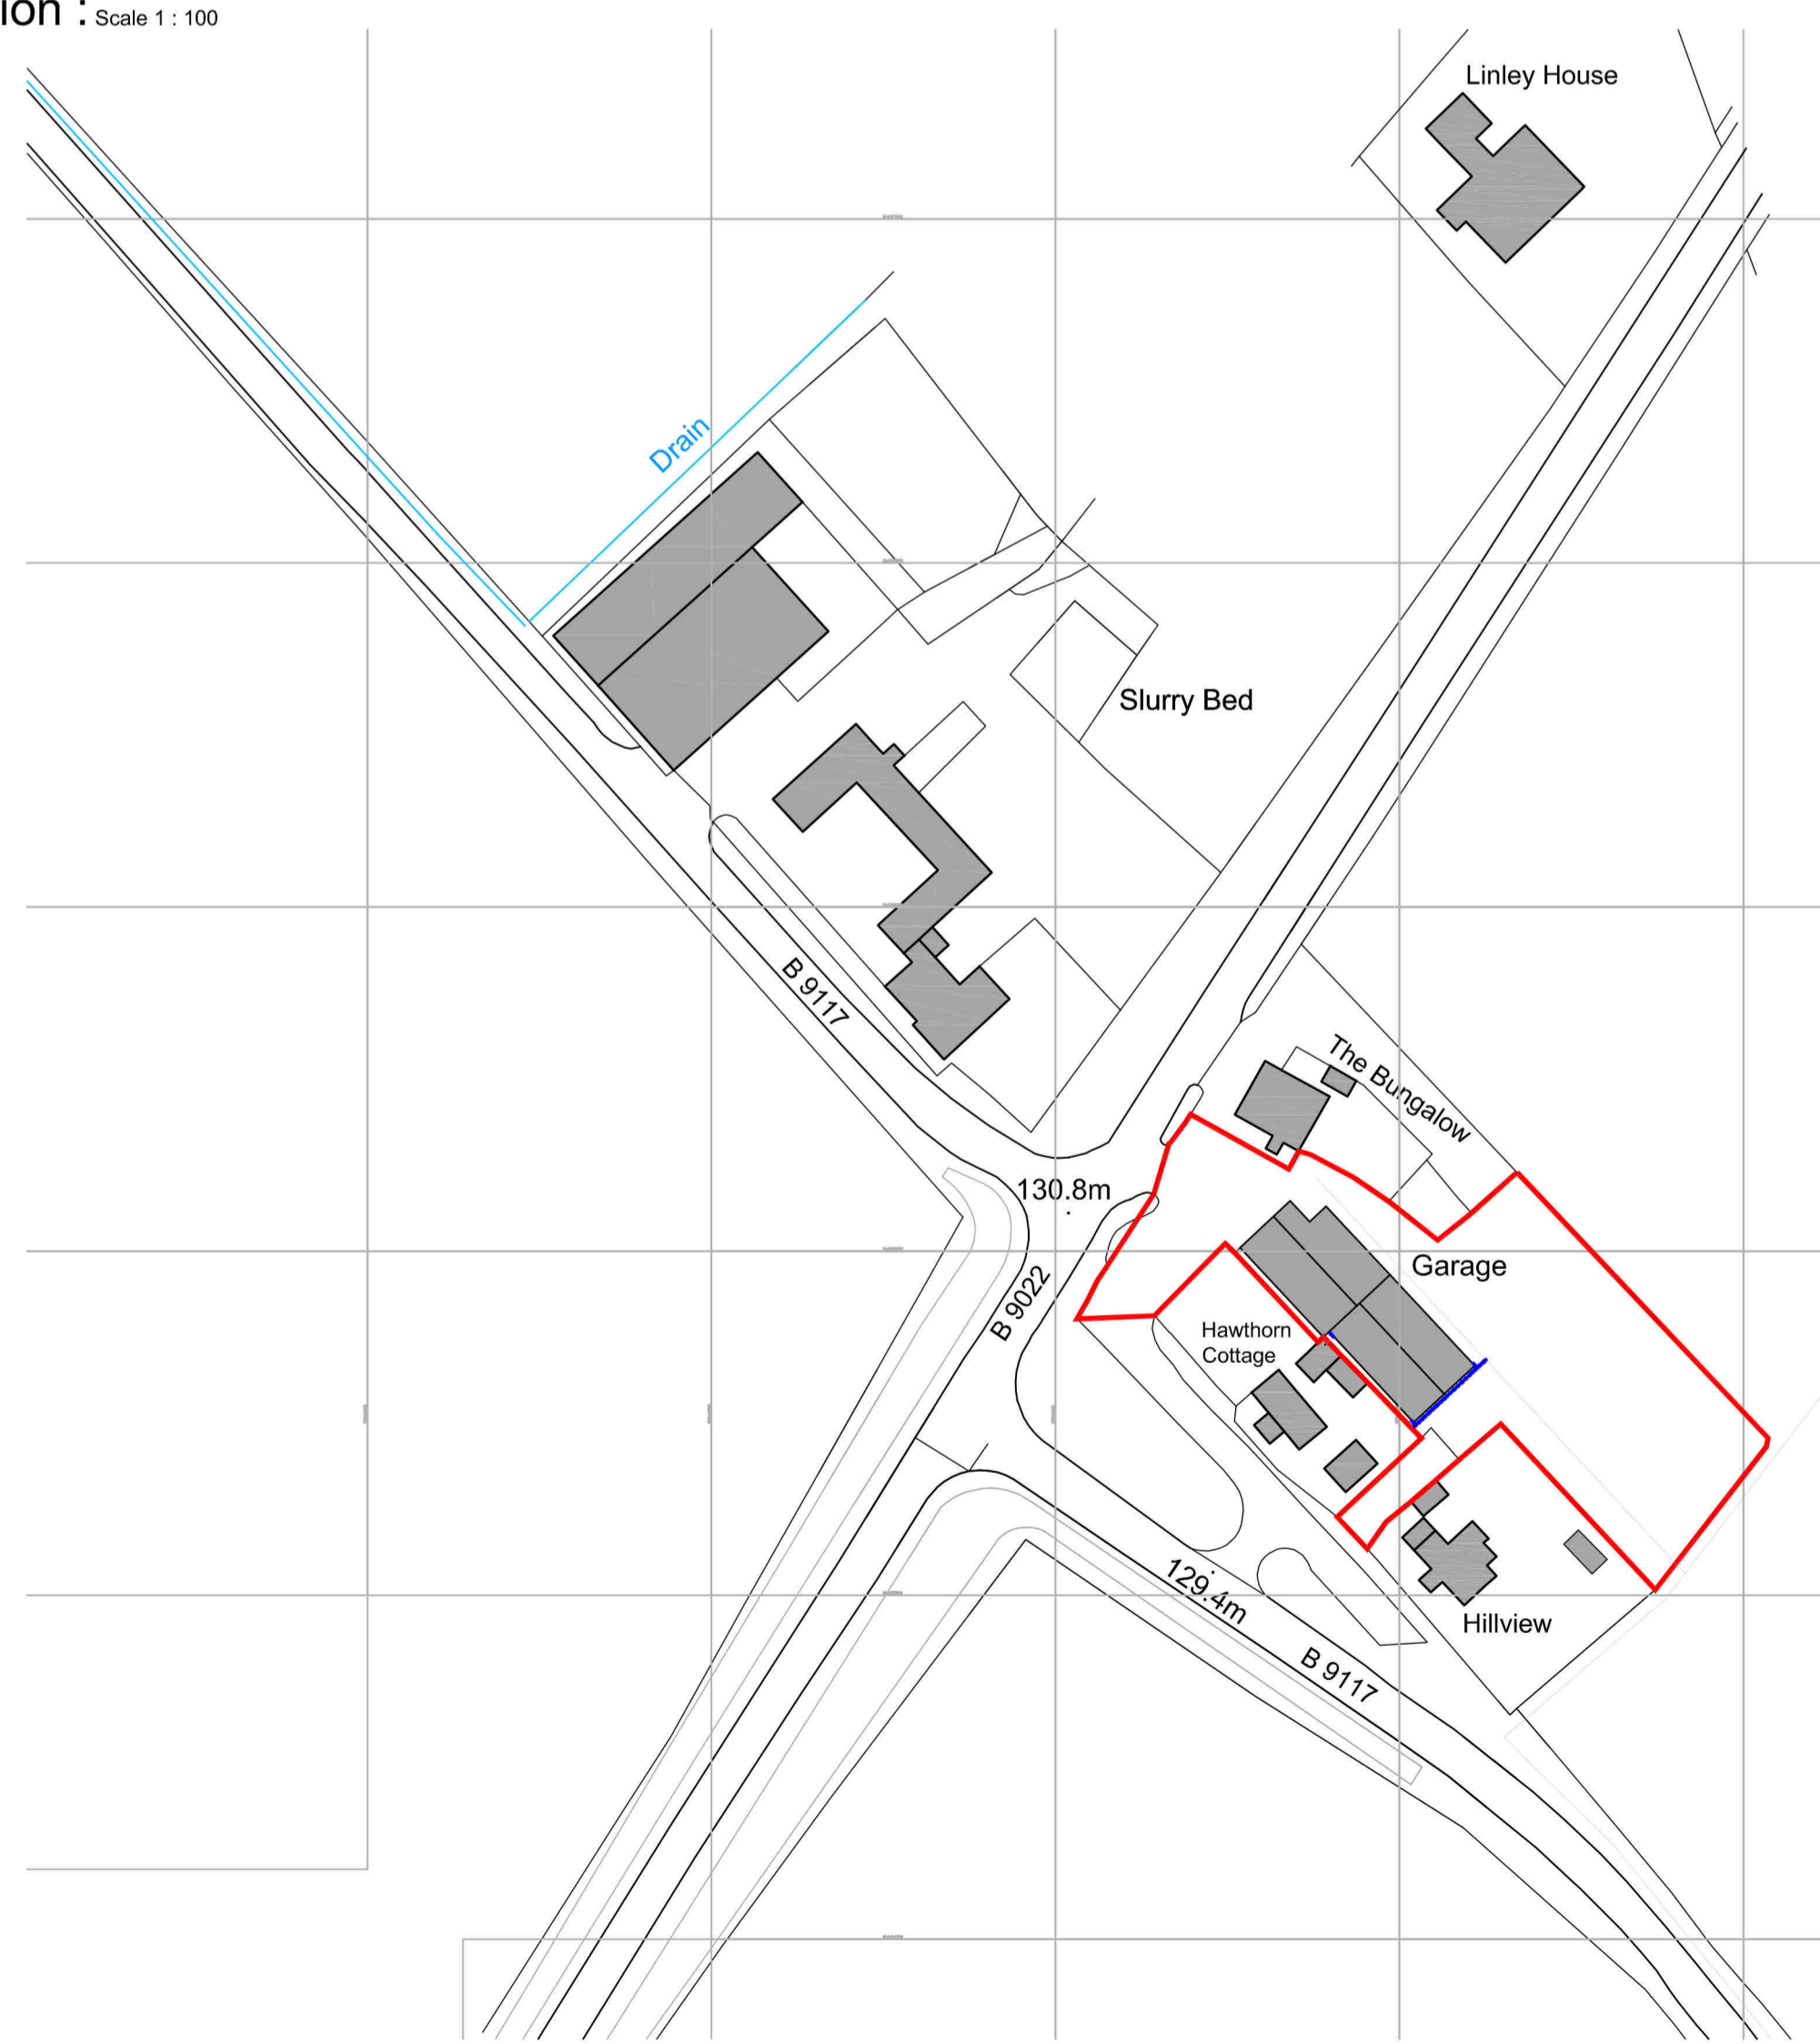 ion : Scale 1 : 100
Linley House
Drain
Slurry Bed
B 9117
The Bungalow
130.8m
Garage
B 9022
Hawthorn
Cottage
129.4m
Hillview
B 9117